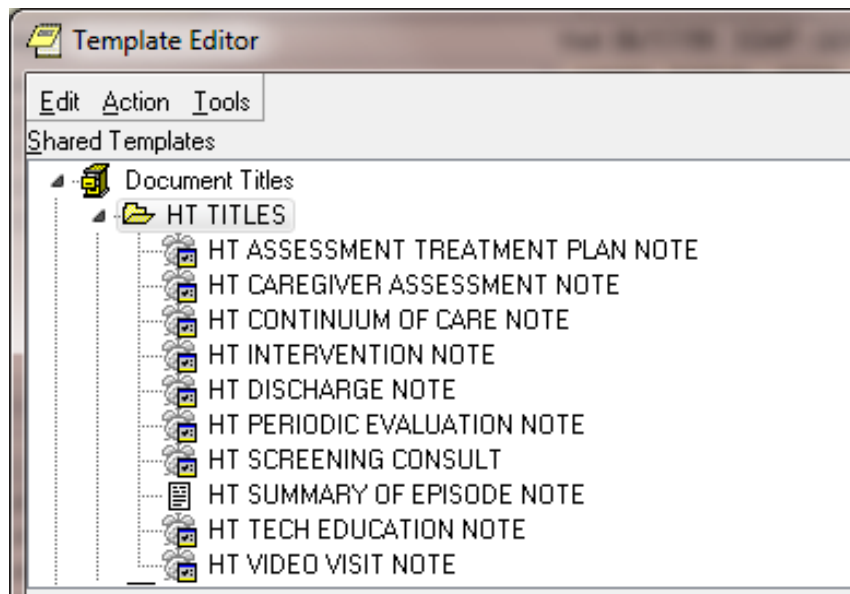 Template Editor
Edit Action Tools
Shared Templates
Document Titles
HT TITLES
HT ASSESSMENT TREATMENT PLAN NOTE
HT CAREGIVER ASSESSMENT NOTE
HT CONTINUUM OF CARE NOTE
HT INTERVENTION NOTE
HT DISCHARGE NOTE
HT PERIODIC EVALUATION NOTE
HT SCREENING CONSULT
HT SUMMARY OF EPISODE NOTE
HT TECH EDUCATION NOTE
HT VIDEO VISIT NOTE